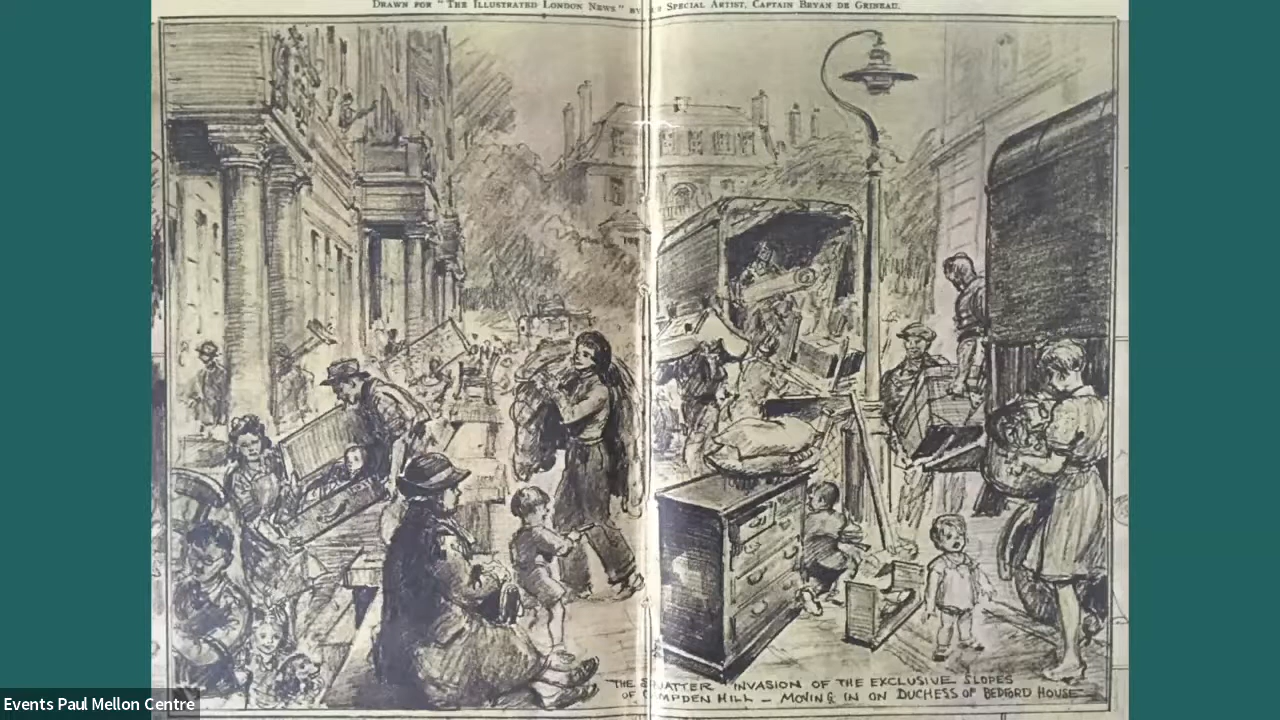 DRAWN FOR "THE ILLUSTRATED LONDON NEWS" BY SPECIAL ARTIST, CAPTAIN BRYAN DE GRINEAU.
THE SQUATTER INVASION OF THE EXCLUSIVE SLOPES
OF CAMPDEN HILL — MOVING IN ON DUCHESS OF BEDFORD HOUSE
Events Paul Mellon Centre